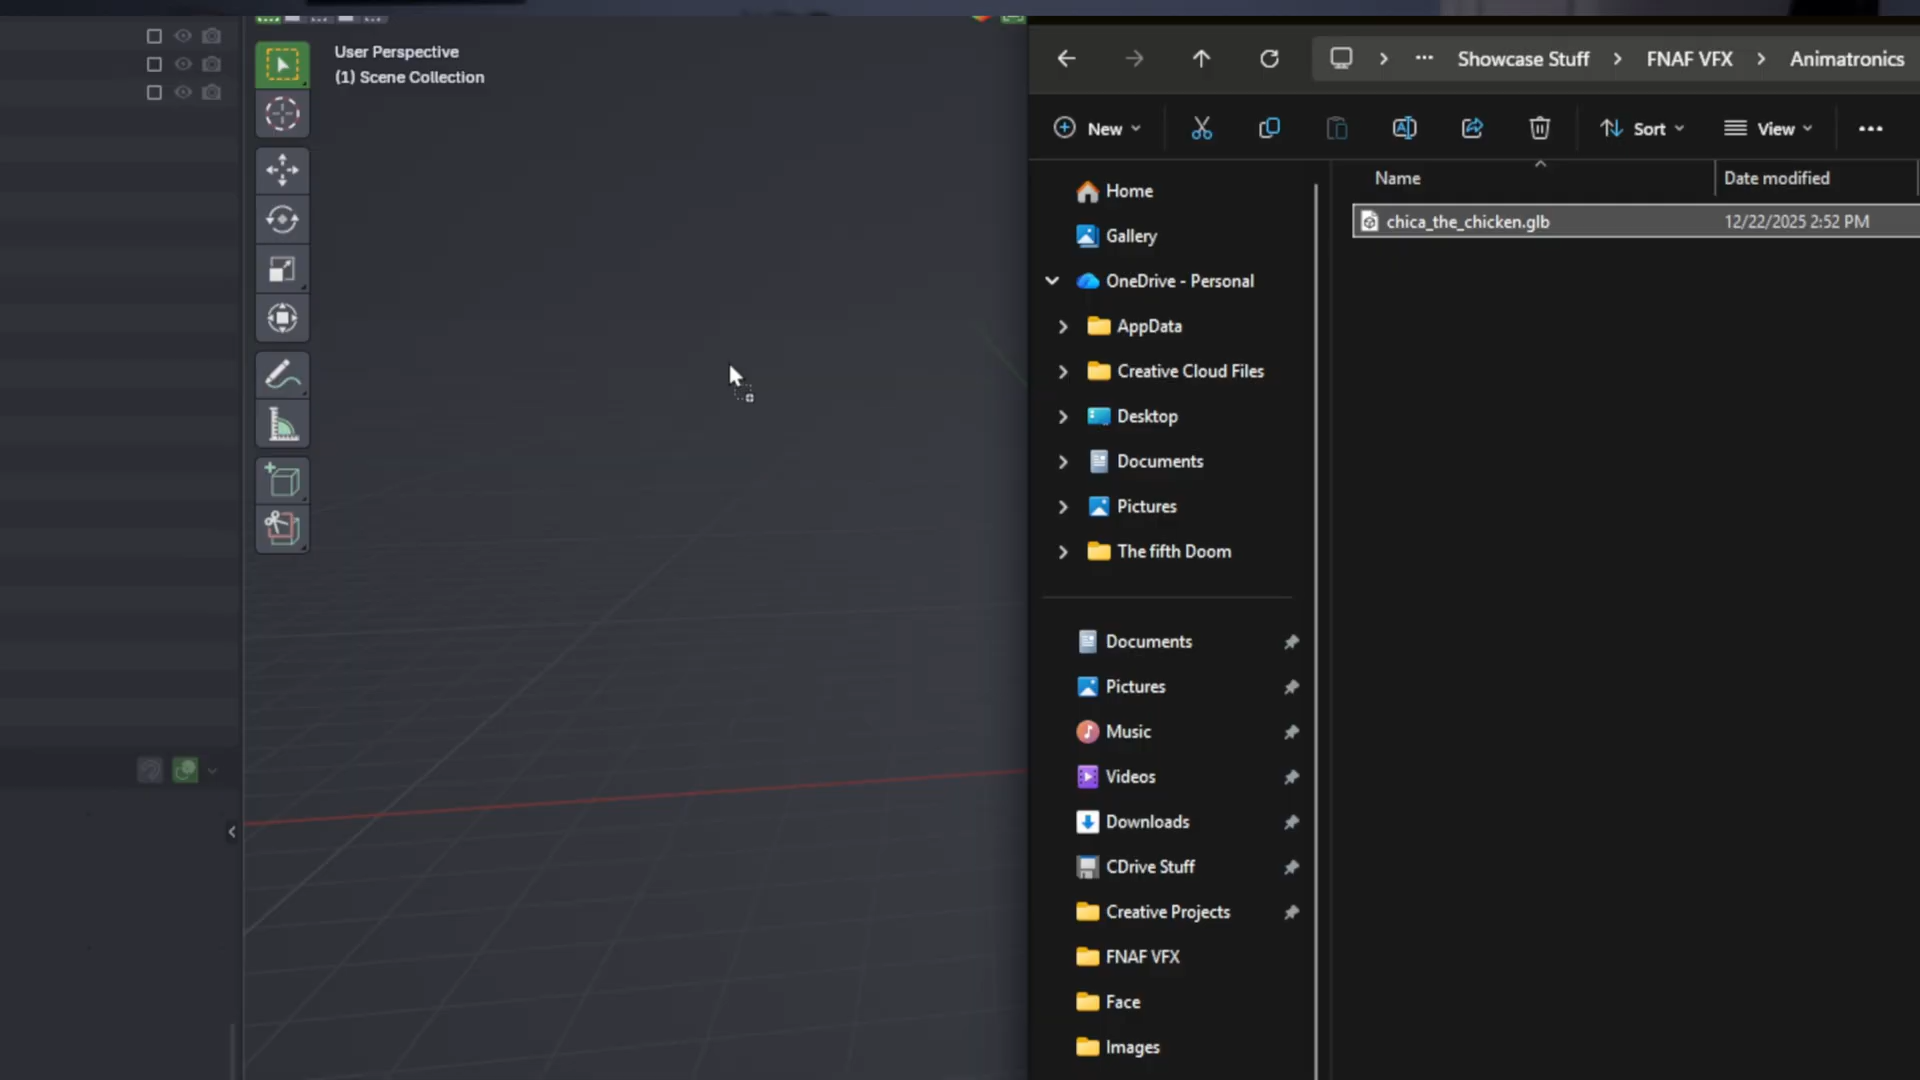 User Perspective
(1) Scene Collection
Showcase Stuff
FNAF VFX
Animatronics
New
Sort
View
Name
Date modified
chica_the_chicken.glb
12/22/2025 2:52 PM
Home
Gallery
OneDrive - Personal
AppData
Creative Cloud Files
Desktop
Documents
Pictures
The fifth Doom
Documents
Pictures
Music
Videos
Downloads
CDrive Stuff
Creative Projects
FNAF VFX
Face
Images